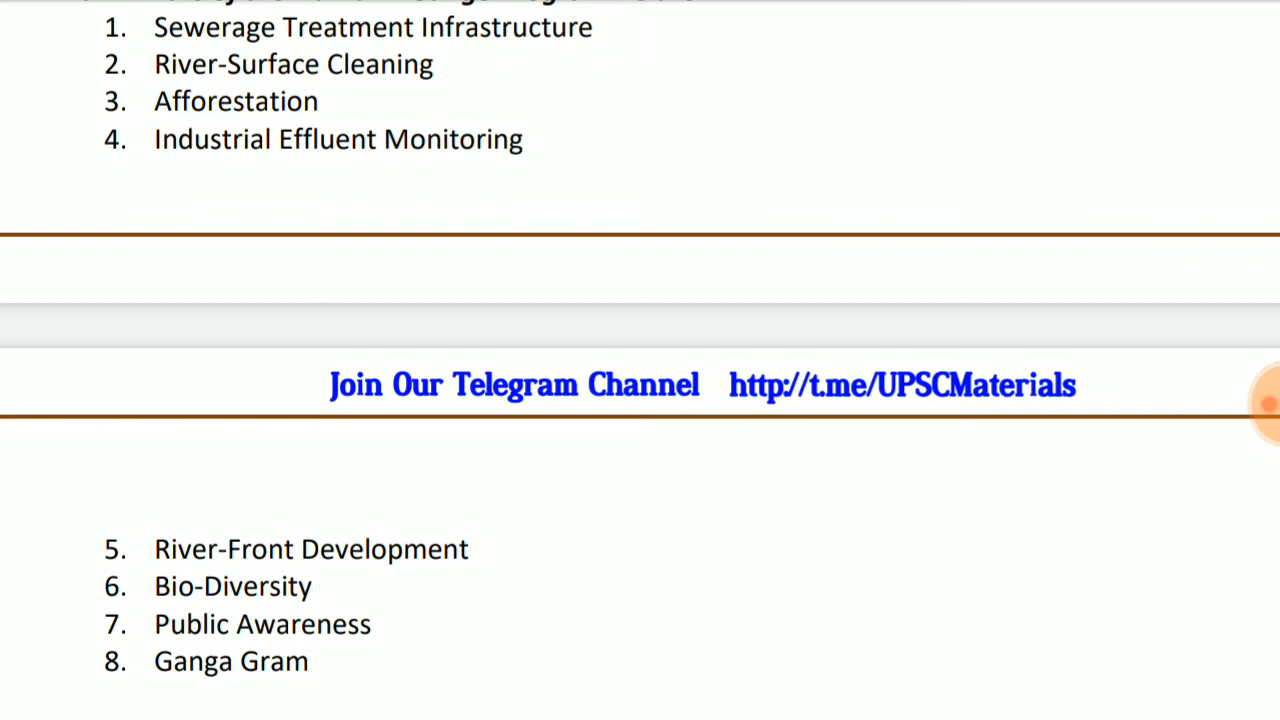 1. Sewerage Treatment Infrastructure
2. River-Surface Cleaning
3. Afforestation
4. Industrial Effluent Monitoring
Join Our Telegram Channel http://t.me/UPSCMaterials
5. River-Front Development
6. Bio-Diversity
7. Public Awareness
8. Ganga Gram